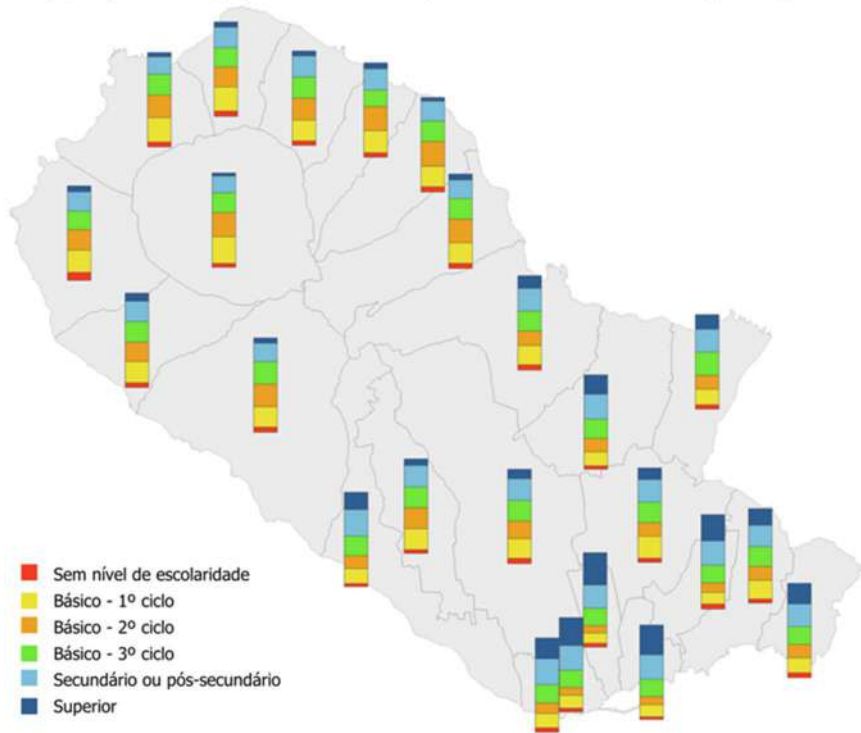 Sem nível de escolaridade
Básico - 1º ciclo
Básico - 2º ciclo
Básico - 3º ciclo
Secundário ou pós-secundário
Superior